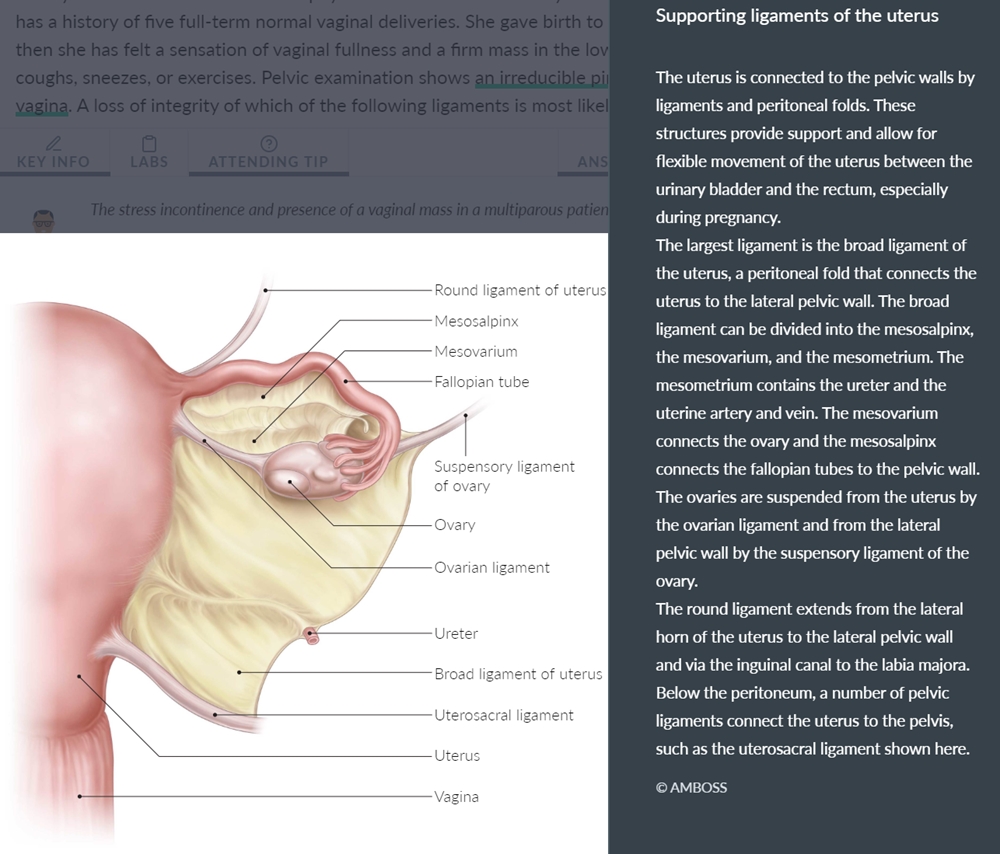 has a history of five full-term normal vaginal deliveries. She gave birth to
then she has felt a sensation of vaginal fullness and a firm mass in the low
coughs, sneezes, or exercises. Pelvic examination shows an irreducible pi
vagina. A loss of integrity of which of the following ligaments is most likel
KEY INFO
LABS
ATTENDING TIP
ANS
The stress incontinence and presence of a vaginal mass in a multiparous patien
Round ligament of uterus
Mesosalpinx
Mesovarium
Fallopian tube
Suspensory ligament
of ovary
Ovary
Ovarian ligament
Ureter
Broad ligament of uterus
Uterosacral ligament
Uterus
Vagina
Supporting ligaments of the uterus
The uterus is connected to the pelvic walls by
ligaments and peritoneal folds. These
structures provide support and allow for
flexible movement of the uterus between the
urinary bladder and the rectum, especially
during pregnancy.
The largest ligament is the broad ligament of
the uterus, a peritoneal fold that connects the
uterus to the lateral pelvic wall. The broad
ligament can be divided into the mesosalpinx,
the mesovarium, and the mesometrium. The
mesometrium contains the ureter and the
uterine artery and vein. The mesovarium
connects the ovary and the mesosalpinx
connects the fallopian tubes to the pelvic wall.
The ovaries are suspended from the uterus by
the ovarian ligament and from the lateral
pelvic wall by the suspensory ligament of the
ovary.
The round ligament extends from the lateral
horn of the uterus to the lateral pelvic wall
and via the inguinal canal to the labia majora.
Below the peritoneum, a number of pelvic
ligaments connect the uterus to the pelvis,
such as the uterosacral ligament shown here.
© AMBOSS